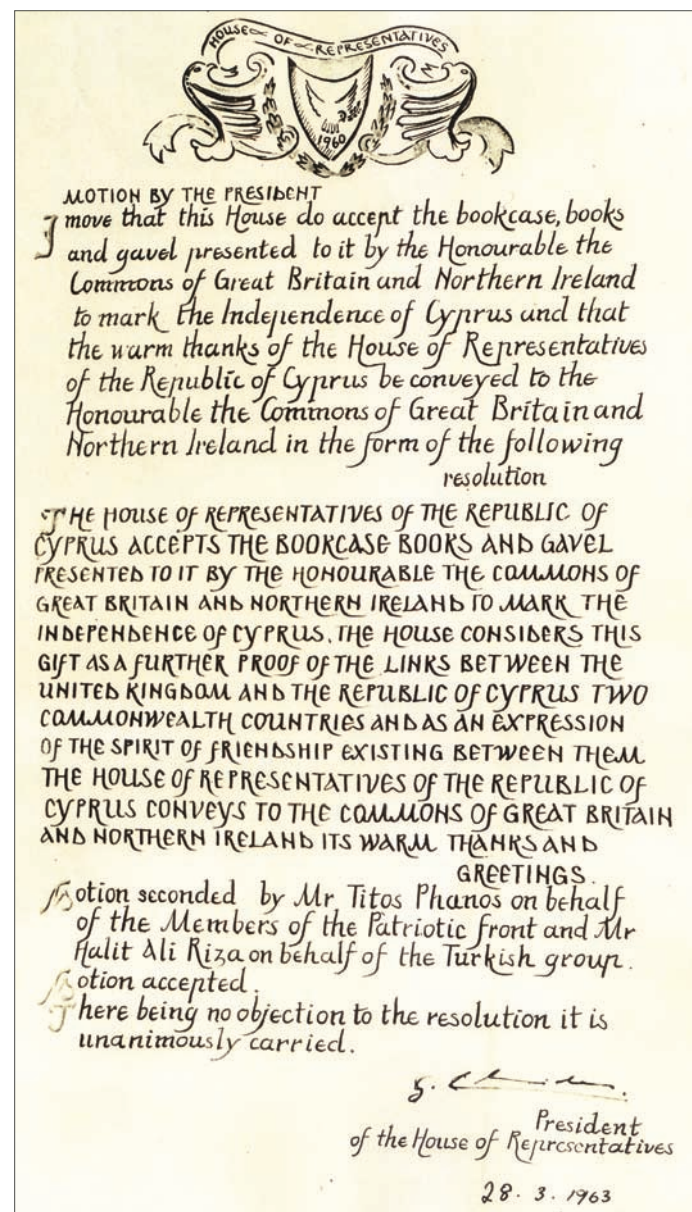 HOUSE OF REPRESENTATIVES
1960
MOTION BY THE PRESIDENT
I move that this House do accept the bookcase, books
and gavel presented to it by the Honourable the
Commons of Great Britain and Northern Ireland
to mark the Independence of Cyprus and that
the warm thanks of the House of Representatives
of the Republic of Cyprus be conveyed to the
Honourable the Commons of Great Britain and
Northern Ireland in the form of the following
resolution
THE HOUSE OF REPRESENTATIVES OF THE REPUBLIC OF
CYPRUS ACCEPTS THE BOOKCASE BOOKS AND GAVEL
PRESENTED TO IT BY THE HONOURABLE THE COMMONS OF
GREAT BRITAIN AND NORTHERN IRELAND TO MARK THE
INDEPENDENCE OF CYPRUS. THE HOUSE CONSIDERS THIS
GIFT AS A FURTHER PROOF OF THE LINKS BETWEEN THE
UNITED KINGDOM AND THE REPUBLIC OF CYPRUS TWO
COMMONWEALTH COUNTRIES AND AS AN EXPRESSION
OF THE SPIRIT OF FRIENDSHIP EXISTING BETWEEN THEM
THE HOUSE OF REPRESENTATIVES OF THE REPUBLIC OF
CYPRUS CONVEYS TO THE COMMONS OF GREAT BRITAIN
AND NORTHERN IRELAND ITS WARM THANKS AND
GREETINGS.
Motion seconded by Mr Titos Phanos on behalf
of the Members of the Patriotic front and Mr
Halit Ali Riza on behalf of the Turkish group.
Motion accepted.
There being no objection to the resolution it is
unanimously carried.
President
of the House of Representatives
28. 3. 1963